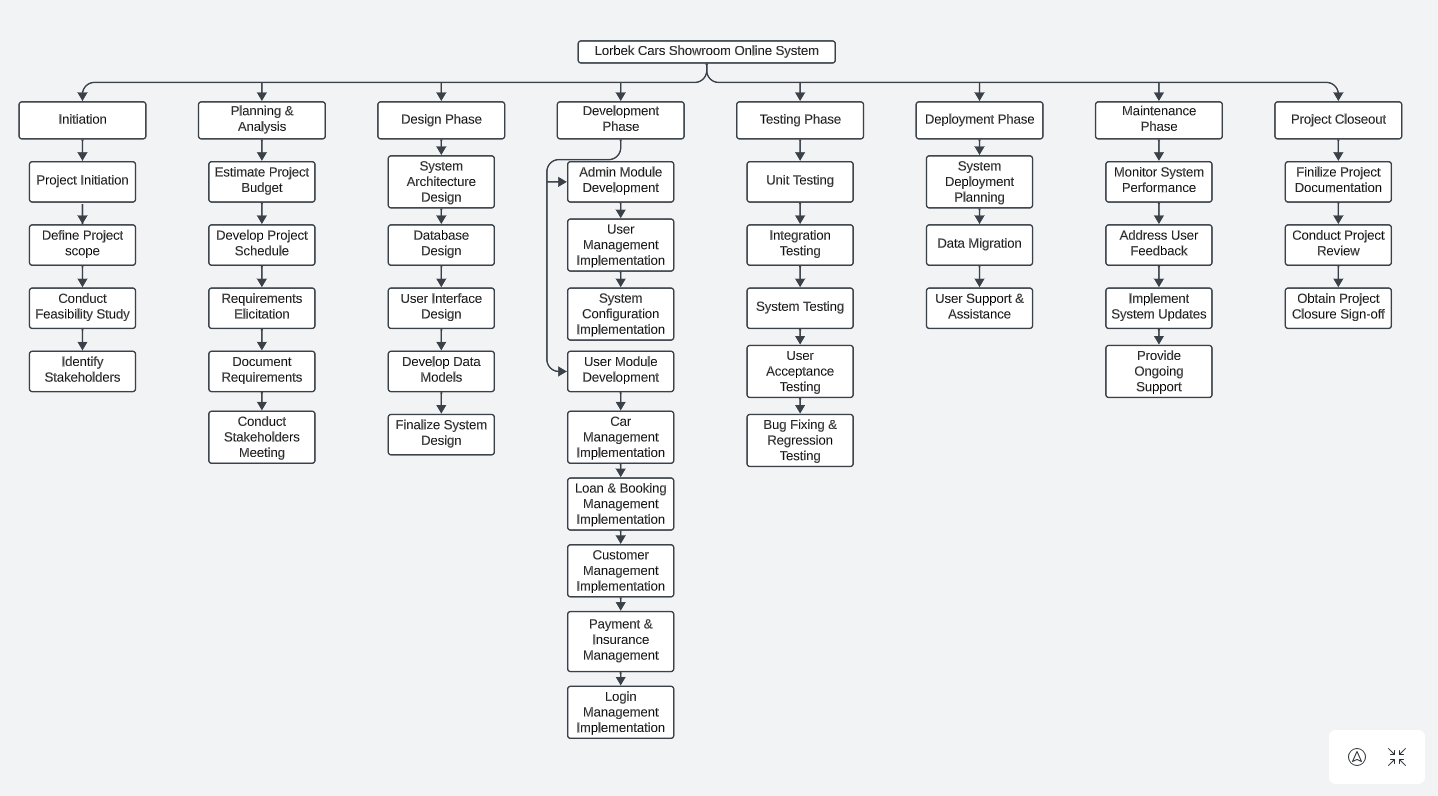 Lorbek Cars Showroom Online System
Initiation
Project Initiation
Define Project
scope
Conduct
Feasibility Study
Identify
Stakeholders
Planning &
Analysis
Estimate Project
Budget
Develop Project
Schedule
Requirements
Elicitation
Document
Requirements
Conduct
Stakeholders
Meeting
Design Phase
System
Architecture
Design
Database
Design
User Interface
Design
Develop Data
Models
Finalize System
Design
Development
Phase
Admin Module
Development
User
Management
Implementation
System
Configuration
Implementation
User Module
Development
Car
Management
Implementation
Loan & Booking
Management
Implementation
Customer
Management
Implementation
Payment &
Insurance
Management
Login
Management
Implementation
Testing Phase
Unit Testing
Integration
Testing
System Testing
User
Acceptance
Testing
Bug Fixing &
Regression
Testing
Deployment Phase
System
Deployment
Planning
Data Migration
User Support &
Assistance
Maintenance
Phase
Monitor System
Performance
Address User
Feedback
Implement
System Updates
Provide
Ongoing
Support
Project Closeout
Finilize Project
Documentation
Conduct Project
Review
Obtain Project
Closure Sign-off